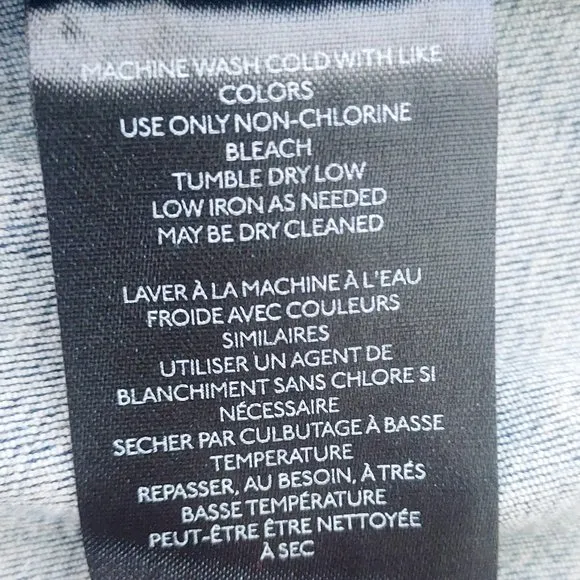 MACHINE WASH COLD WITH LIKE
COLORS
USE ONLY NON-CHLORINE
BLEACH
TUMBLE DRY LOW
LOW IRON AS NEEDED
MAY BE DRY CLEANED
LAVER À LA MACHINE À L'EAU
FROIDE AVEC COULEURS
SIMILAIRES
UTILISER UN AGENT DE
BLANCHIMENT SANS CHLORE SI
NÉCESSAIRE
SECHER PAR CULBUTAGE À BASSE
TEMPERATURE
REPASSER, AU BESOIN, À TRÉS
BASSE TEMPÉRATURE
PEUT-ÊTRE ÊTRE NETTOYÉE
À SEC